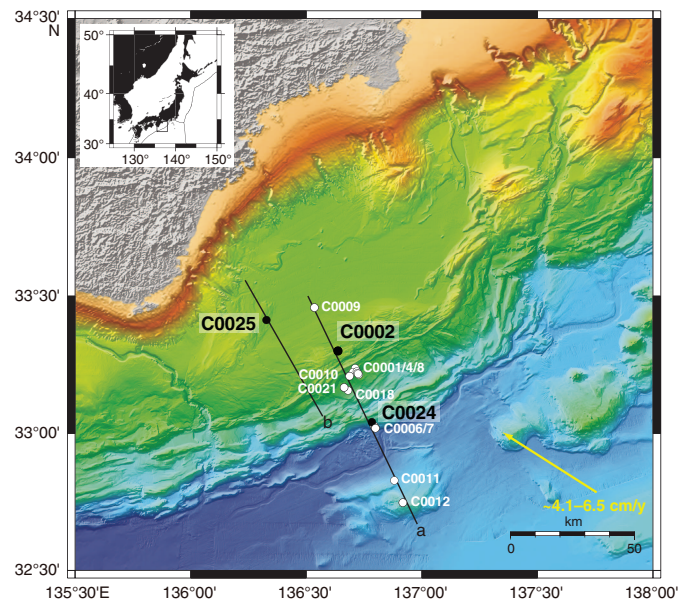 34°30'
N
50°
40°
30°
130° 140° 150°
34°00'
33°30'
C0009
C0025
C0002
C0001/4/8
C0010
C0021
C0018
C0024
b
C0006/7
33°00'
C0011
~4.1–6.5 cm/y
C0012
km
a
0 50
32°30'
135°30'E 136°00' 136°30' 137°00' 137°30' 138°00'